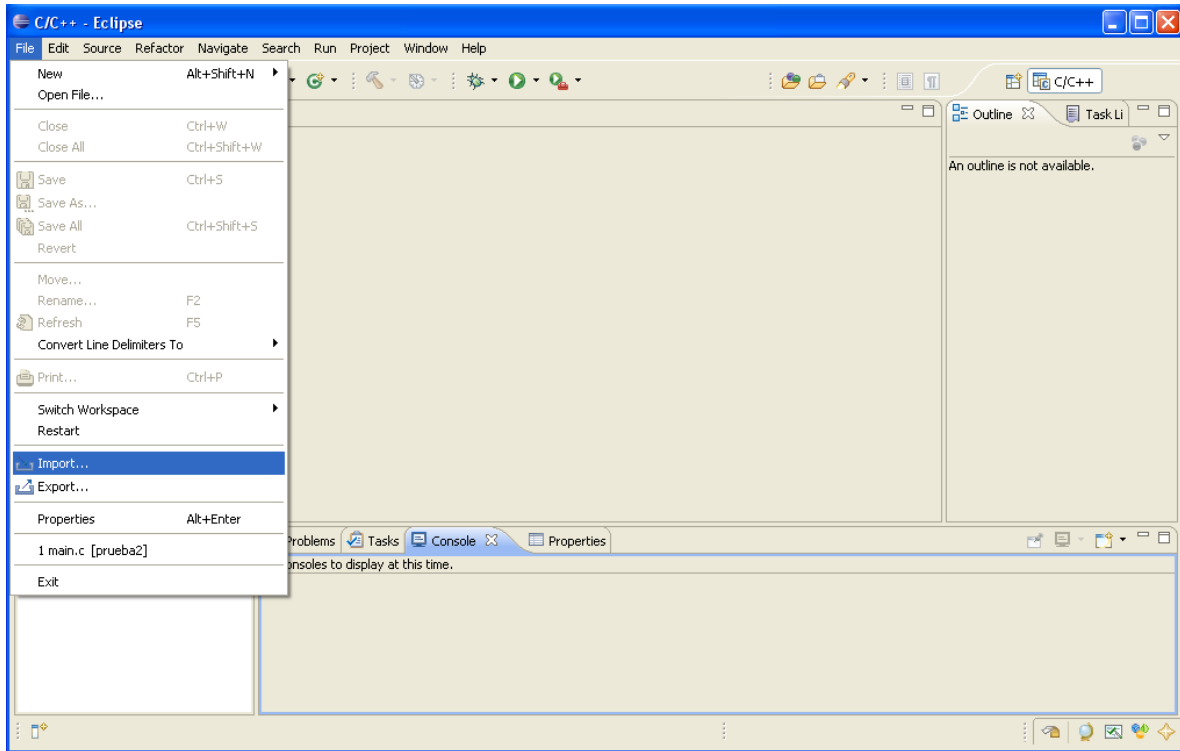 C/C++ - Eclipse
File Edit Source Refactor Navigate Search Run Project Window Help
New Alt+Shift+N
Open File...
C/C++
Close Ctrl+W
Close All Ctrl+Shift+W
Outline Task Li
An outline is not available.
Save Ctrl+S
Save As...
Save All Ctrl+Shift+S
Revert
Move...
Rename... F2
Refresh F5
Convert Line Delimiters To
Print... Ctrl+P
Switch Workspace
Restart
Import...
Export...
Properties Alt+Enter
1 main.c [prueba2]
Exit
Problems Tasks Console Properties
onsoles to display at this time.